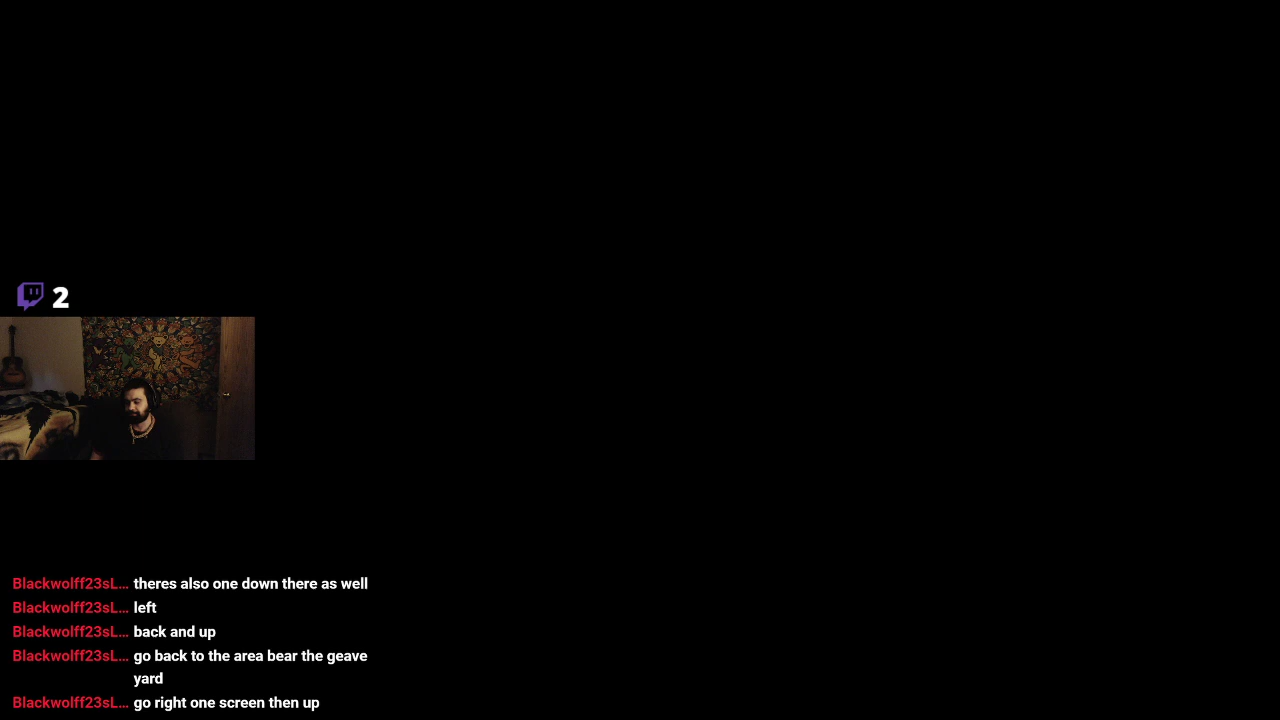 2
Blackwolff23sL... theres also one down there as well
Blackwolff23sL... left
Blackwolff23sL... back and up
Blackwolff23sL... go back to the area bear the geave
yard
Blackwolff23sL... go right one screen then up